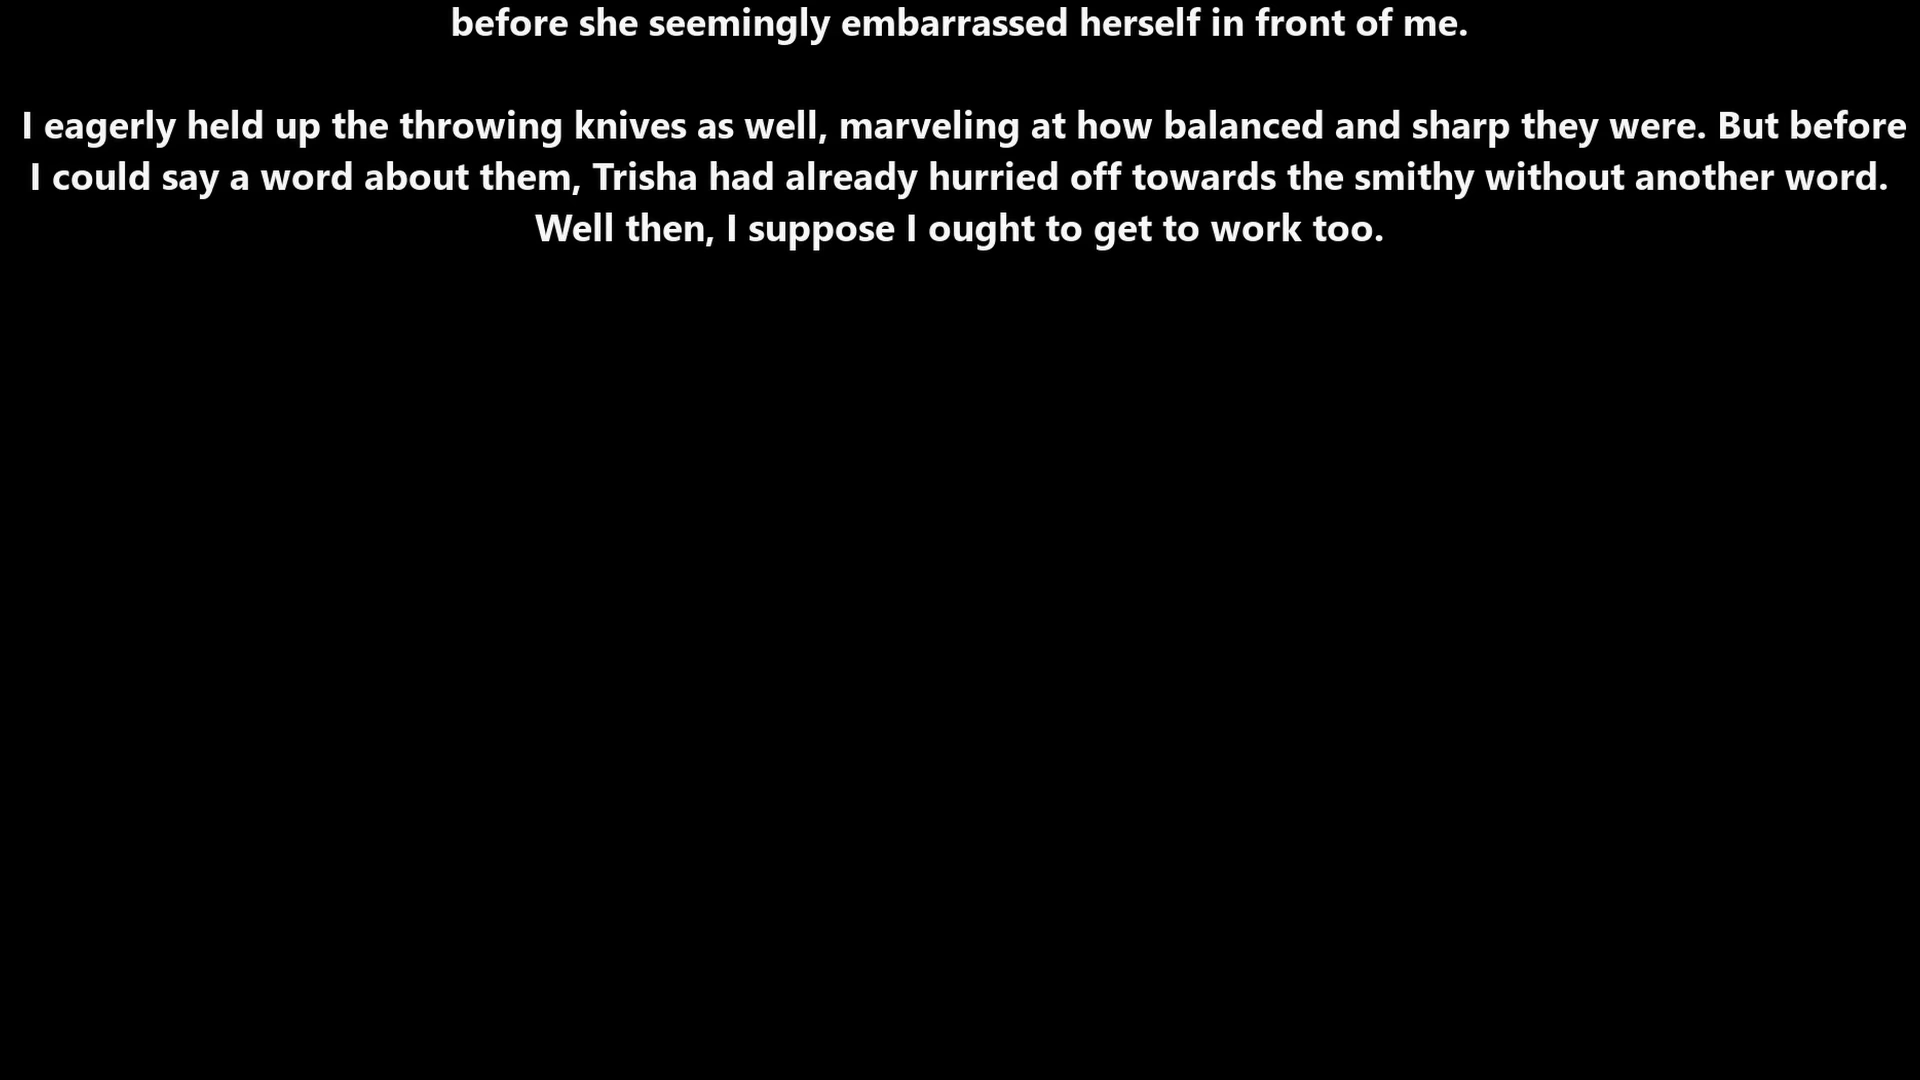 before she seemingly embarrassed herself in front of me.
I eagerly held up the throwing knives as well, marveling at how balanced and sharp they were. But before
I could say a word about them, Trisha had already hurried off towards the smithy without another word.
Well then, I suppose I ought to get to work too.